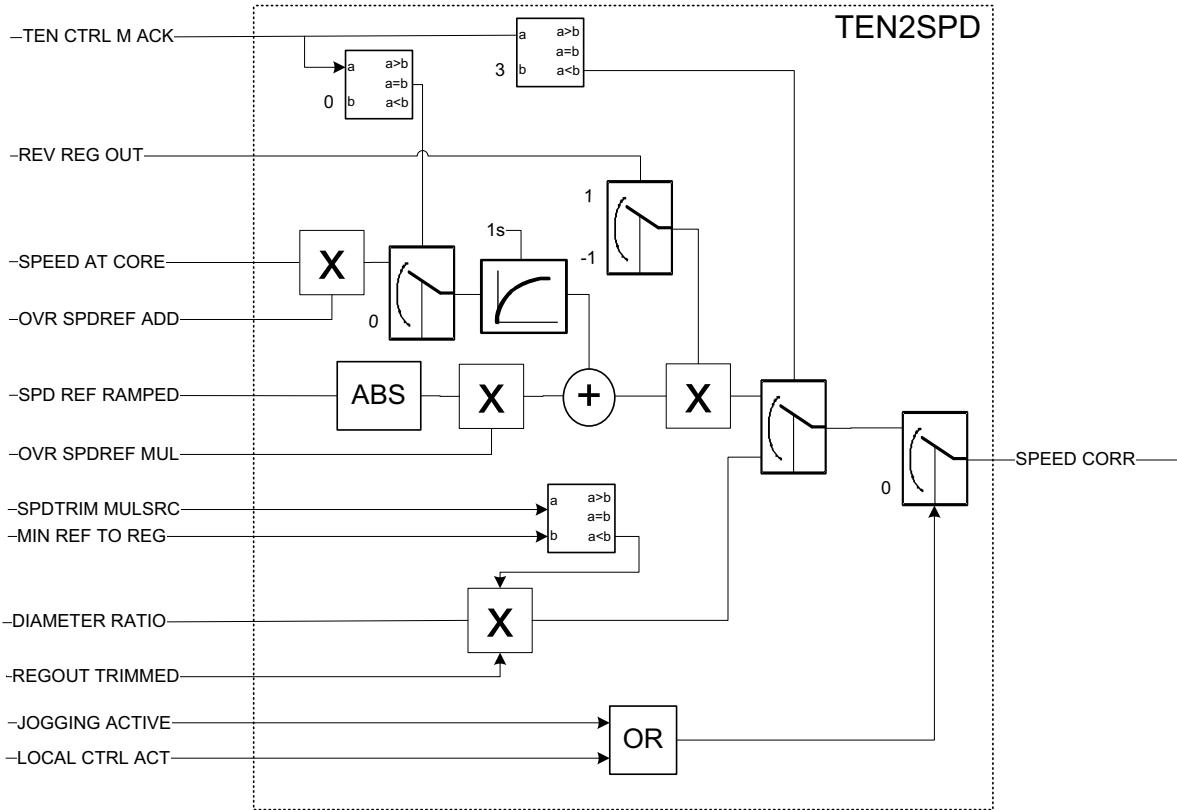 TEN2SPD
TEN CTRL M ACK
a a>b
a=b
3 b a<b
a a>b
a=b
0 b a<b
REV REG OUT
1
-1
1s
SPEED AT CORE
X
0
OVR SPDREF ADD
SPD REF RAMPED
ABS
X
+
X
OVR SPDREF MUL
SPEED CORR
0
SPDTRIM MULSRC
MIN REF TO REG
a a>b
a=b
b a<b
DIAMETER RATIO
X
REGOUT TRIMMED
JOGGING ACTIVE
LOCAL CTRL ACT
OR